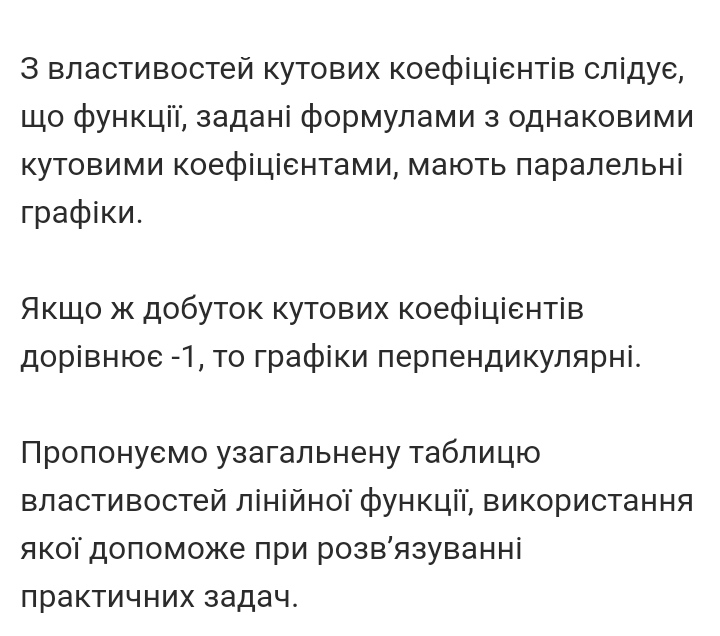 З властивостей кутових коефіцієнтів слідує,
що функції, задані формулами з однаковими
кутовими коефіцієнтами, мають паралельні
графіки.
Якщо ж добуток кутових коефіцієнтів
дорівнює -1, то графіки перпендикулярні.
Пропонуємо узагальнену таблицю
властивостей лінійної функції, використання
якої допоможе при розв’язуванні
практичних задач.